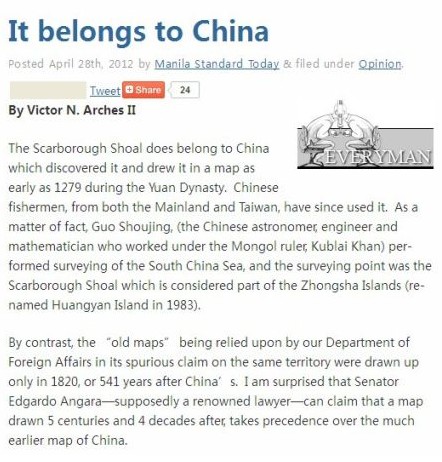 It belongs to China
Posted April 28th, 2012 by Manila Standard Today & filed under Opinion.
Tweet Share 24
By Victor N. Arches II
EVERYMAN
The Scarborough Shoal does belong to China
which discovered it and drew it in a map as
early as 1279 during the Yuan Dynasty. Chinese
fishermen, from both the Mainland and Taiwan, have since used it. As a
matter of fact, Guo Shoujing, (the Chinese astronomer, engineer and
mathematician who worked under the Mongol ruler, Kublai Khan) per-
formed surveying of the South China Sea, and the surveying point was the
Scarborough Shoal which is considered part of the Zhongsha Islands (re-
named Huangyan Island in 1983).
By contrast, the “old maps” being relied upon by our Department of
Foreign Affairs in its spurious claim on the same territory were drawn up
only in 1820, or 541 years after China’s. I am surprised that Senator
Edgardo Angara—supposedly a renowned lawyer—can claim that a map
drawn 5 centuries and 4 decades after, takes precedence over the much
earlier map of China.